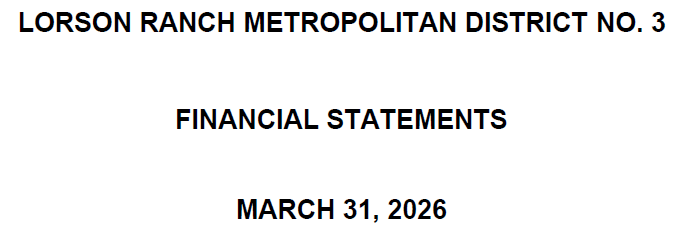 LORSON RANCH METROPOLITAN DISTRICT NO. 3
FINANCIAL STATEMENTS
MARCH 31, 2026